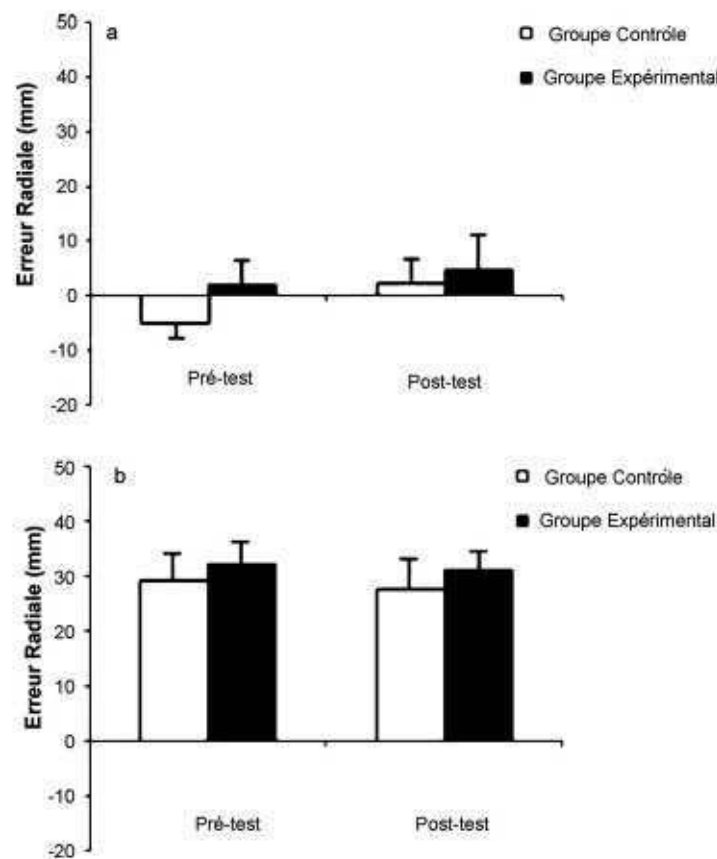 a
Groupe Contrôle
Groupe Expérimental
Erreur Radiale (mm)
50
40
30
20
10
0
-10
-20
Pré-test
Post-test
b
Groupe Contrôle
Groupe Expérimental
Erreur Radiale (mm)
50
40
30
20
10
0
-10
-20
Pré-test
Post-test